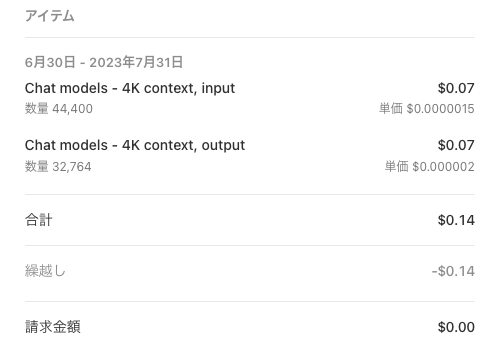 アイテム
6月30日 - 2023年7月31日
Chat models - 4K context, input $0.07
数量 44,400 単価 $0.0000015
Chat models - 4K context, output $0.07
数量 32,764 単価 $0.000002
合計 $0.14
繰越し -$0.14
請求金額 $0.00